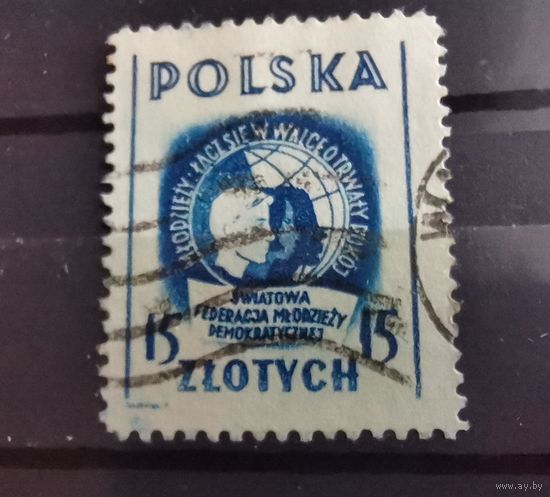 POLSKA
MŁODZIEŻY ŁĄCZ SIĘ W WALCE O TRWAŁY POKÓJ
ŚWIATOWA
FEDERACJA MŁODZIEŻY
DEMOKRATYCZNEJ
15 15
ZŁOTYCH
www.ay.by